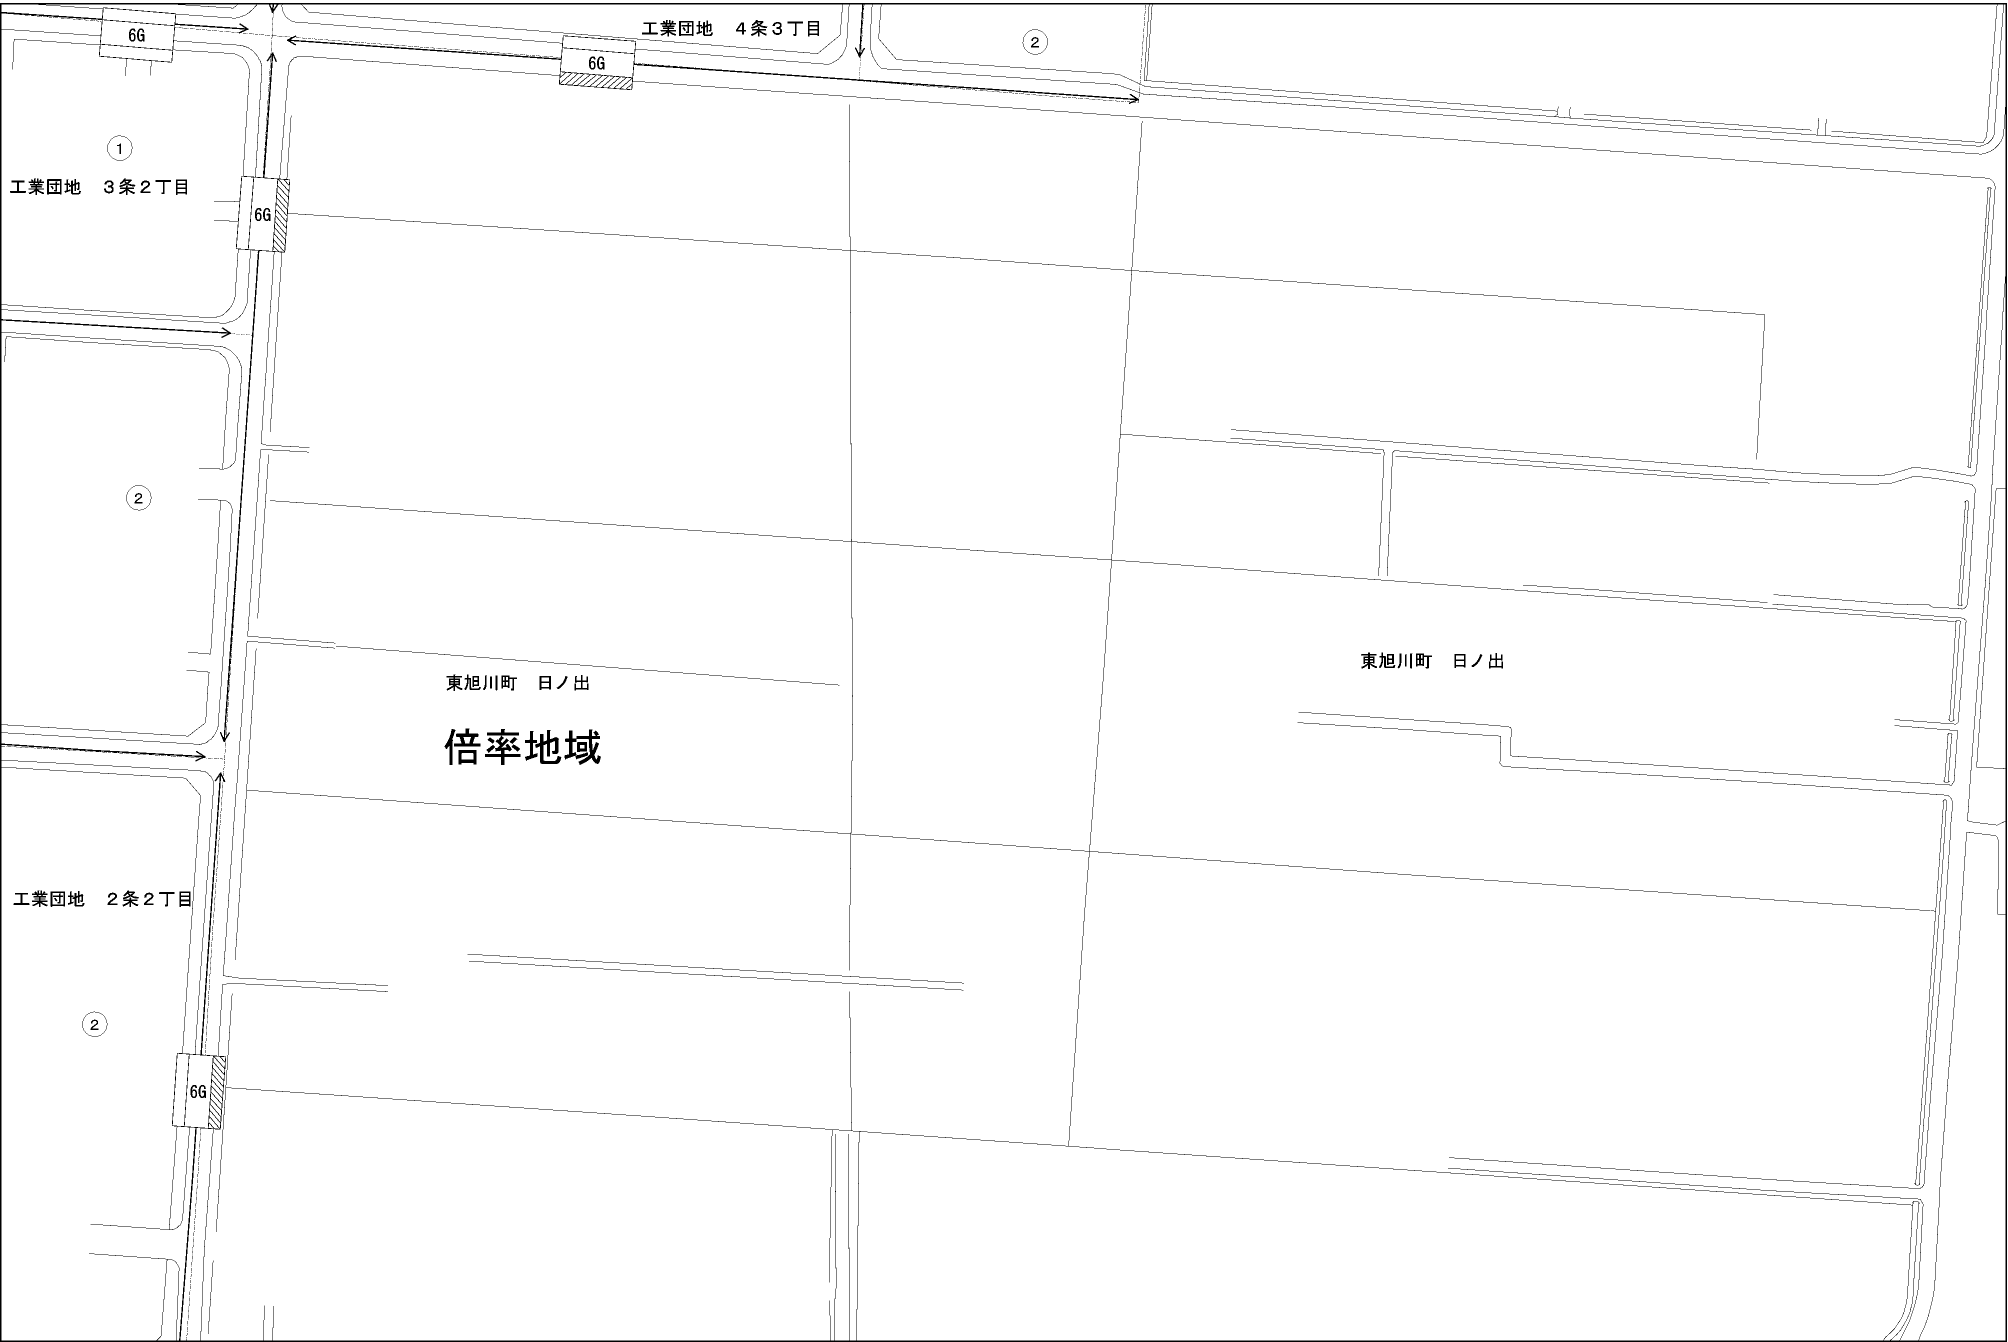 工業団地　４条３丁目
6G
②
6G
①
工業団地　３条２丁目
6G
②
東旭川町　日ノ出
東旭川町　日ノ出
倍率地域
工業団地　２条２丁目
②
6G